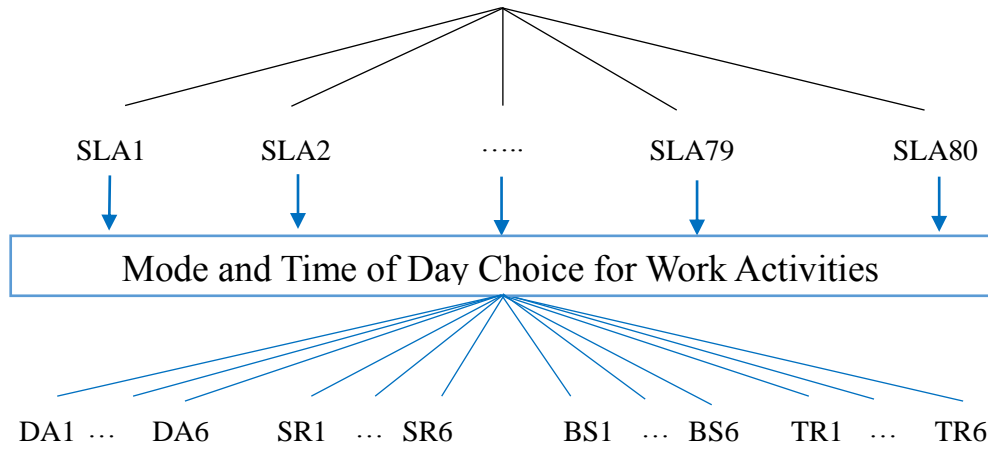 SLA1 SLA2 ….. SLA79 SLA80
Mode and Time of Day Choice for Work Activities
DA1 … DA6 SR1 … SR6 BS1 … BS6 TR1 … TR6